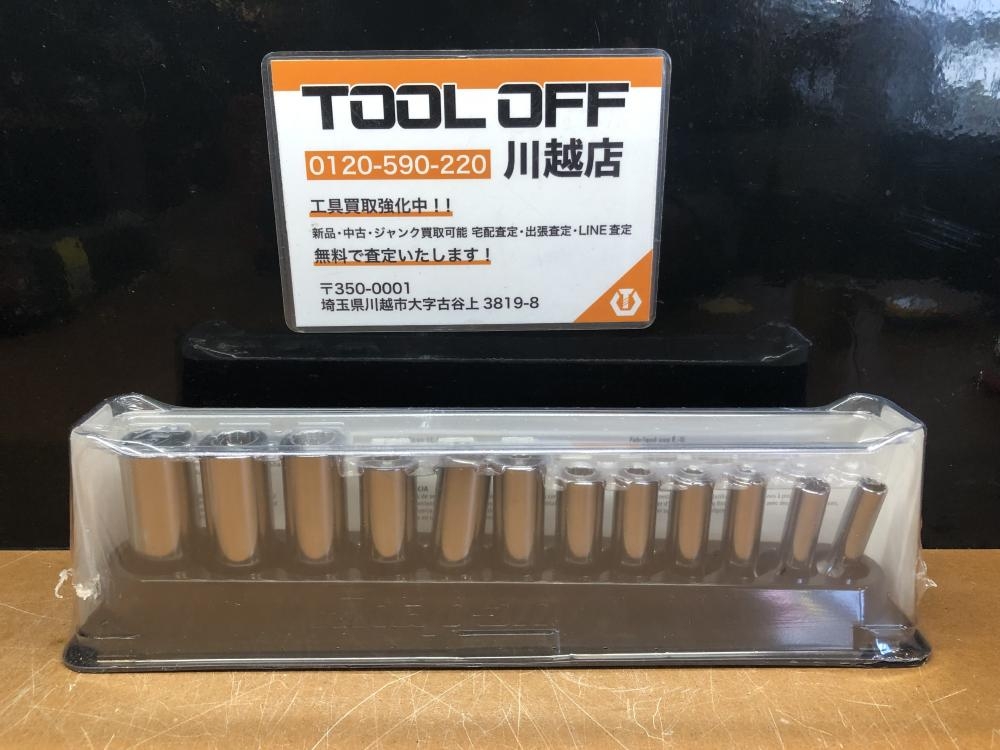 TOOL OFF
0120-590-220 川越店
工具買取強化中!!
新品・中古・ジャンク買取可能 宅配査定・出張査定・LINE査定
無料で査定いたします!
〒350-0001
埼玉県川越市大字古谷上 3819-8